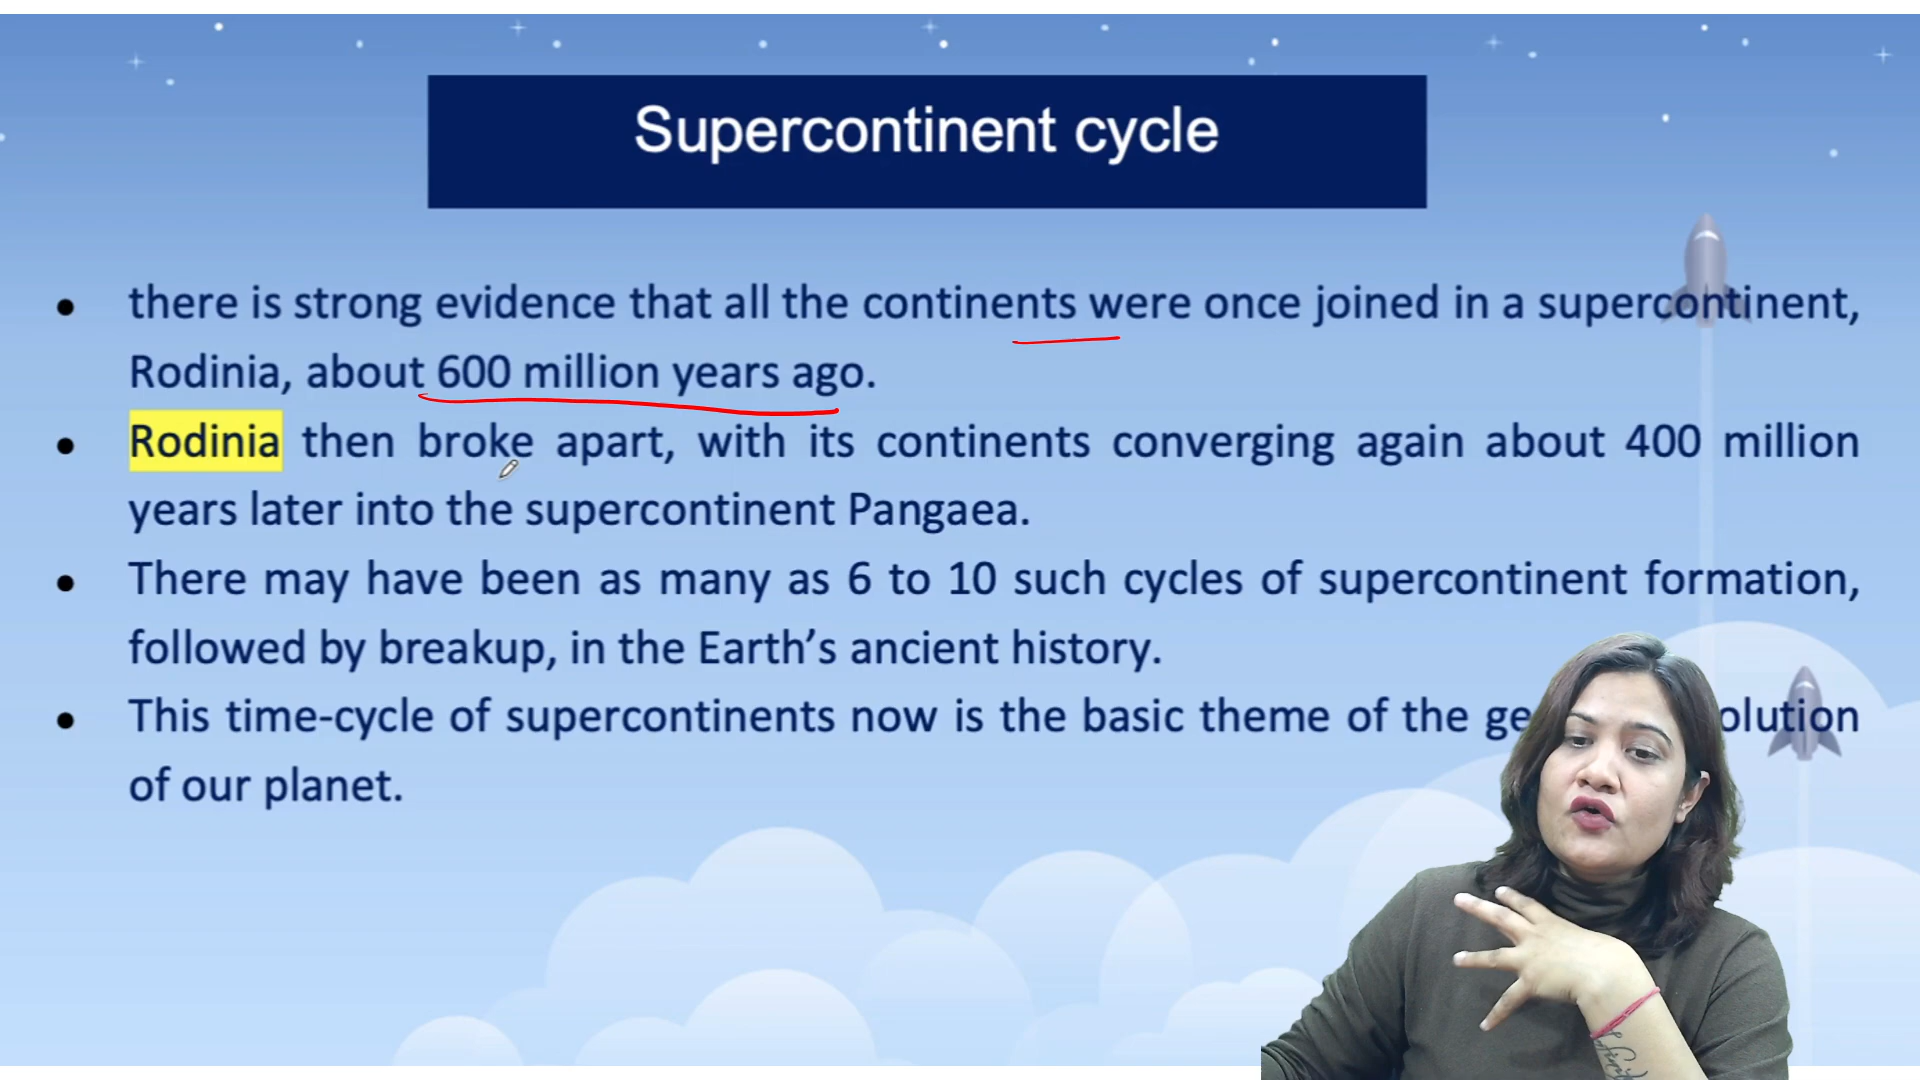 Supercontinent cycle
• there is strong evidence that all the continents were once joined in a supercontinent,
Rodinia, about 600 million years ago.
• Rodinia then broke apart, with its continents converging again about 400 million
years later into the supercontinent Pangaea.
• There may have been as many as 6 to 10 such cycles of supercontinent formation,
followed by breakup, in the Earth's ancient history.
• This time-cycle of supercontinents now is the basic theme of the
of our planet.